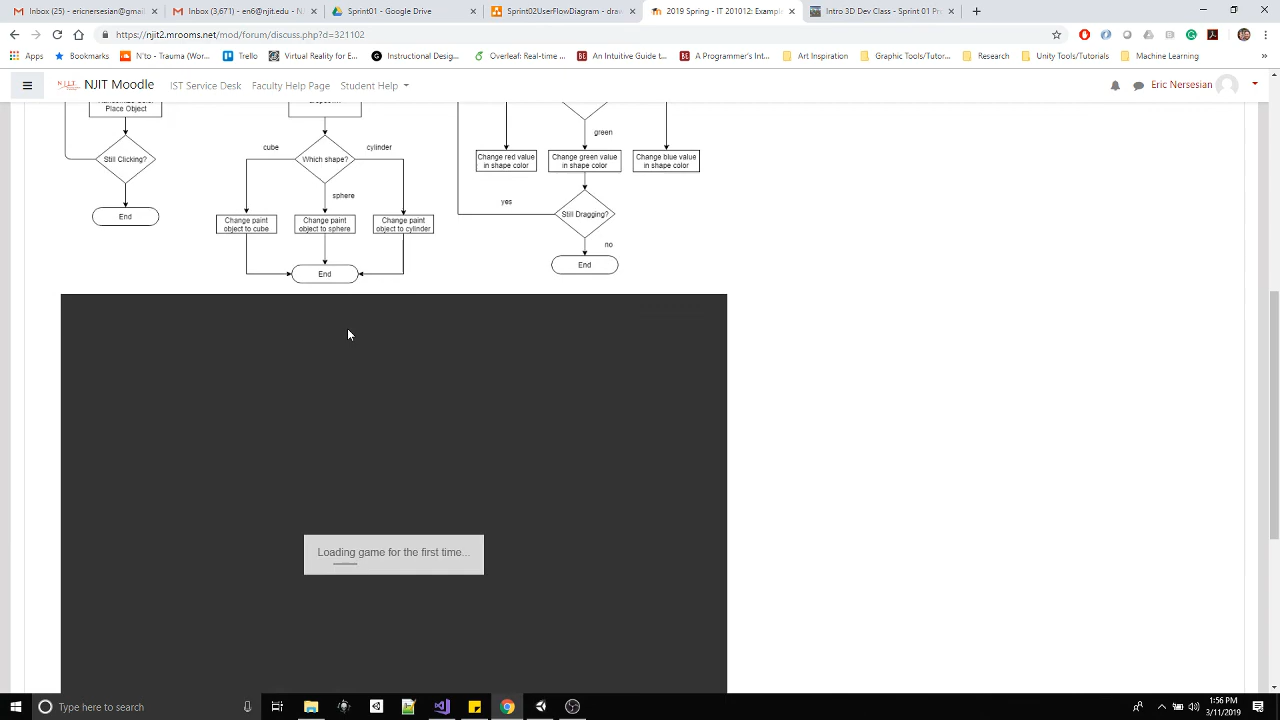 Inbox (25) - ericnersesian@gmail
Inbox (3,671) - en6@njit.edu - N
Sprint01 - Google Drive
Sprint02UserFlowDiagram - draw
2019 Spring - IT 201012: Exampl
Intro 3D Dev Class - Sprint 01 Pr
https://njit2.mrooms.net/mod/forum/discuss.php?d=321102
Apps
Bookmarks
N'to - Trauma (Wor...
Trello
Virtual Reality for t...
Instructional Desig...
Overleaf: Real-time ...
An Intuitive Guide t...
A Programmer's Int...
Art Inspiration
Graphic Tools/Tutor...
Research
Unity Tools/Tutorials
Machine Learning
NJIT Moodle
IST Service Desk
Faculty Help Page
Student Help
Eric Nersesian
Place Object
Still Clicking?
End
cube
Which shape?
cylinder
sphere
Change paint
object to cube
Change paint
object to sphere
Change paint
object to cylinder
End
green
Change red value
in shape color
Change green value
in shape color
Change blue value
in shape color
yes
Still Dragging?
no
End
Loading game for the first time...
Type here to search
1:56 PM
3/11/2019